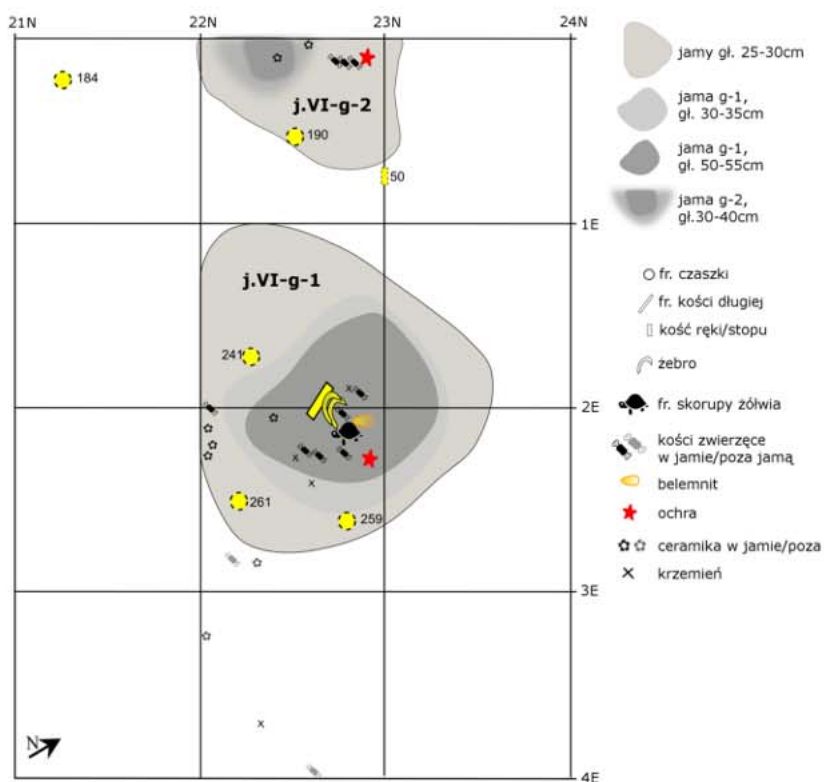 21N 22N 23N 24N
184
j.VI-g-2
190
50
1E
j.VI-g-1
241
2E
261
259
3E
4E
N
jamy gł. 25-30cm
jama g-1,
gł. 30-35cm
jama g-1,
gł. 50-55cm
jama g-2,
gł.30-40cm
fr. czaszki
fr. kości długiej
kość ręki/stopu
żebro
fr. skorupy żółwia
kości zwierzęce
w jamie/poza jamą
belemnit
ochra
ceramika w jamie/poza
krzemień